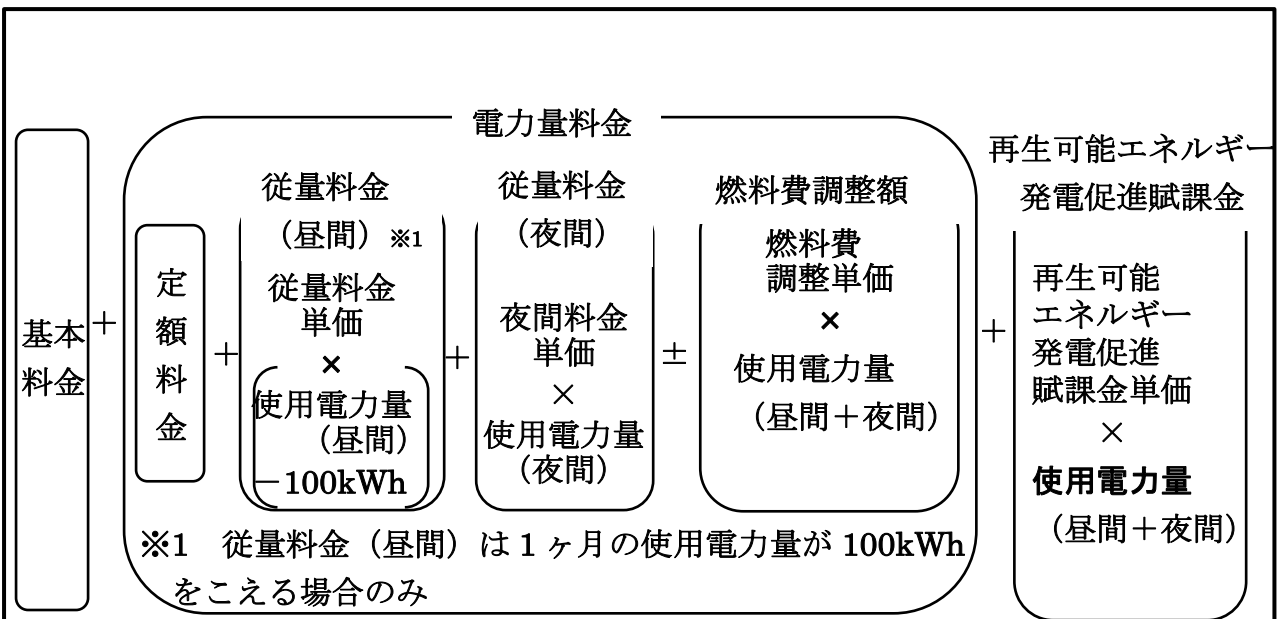 電力量料金
基本
料金
＋
定
額
料
金
＋
従量料金
（昼間）※1
従量料金
単価
×
使用電力量
（昼間）
－100kWh
＋
従量料金
（夜間）
夜間料金
単価
×
使用電力量
（夜間）
±
燃料費調整額
燃料費
調整単価
×
使用電力量
（昼間＋夜間）
※1　従量料金（昼間）は1ヶ月の使用電力量が100kWh
をこえる場合のみ
＋
再生可能エネルギー
発電促進賦課金
再生可能
エネルギー
発電促進
賦課金単価
×
使用電力量
（昼間＋夜間）